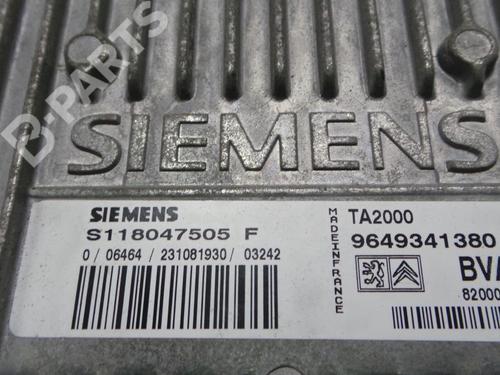 B-PARTS
SIEMENS
SIEMENS
S118047505 F
0 / 06464 / 231081930 / 03242
MADE IN FRANCE
TA2000
9649341380
BVA
82000